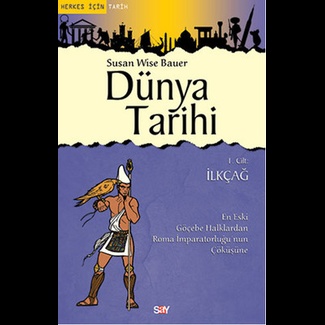 HERKES İÇİN TARİH
Susan Wise Bauer
Dünya
Tarihi
1. Cilt:
İLKÇAĞ
En Eski
Göçebe Halklardan
Roma İmparatorluğu'nun
Çöküşüne
Say